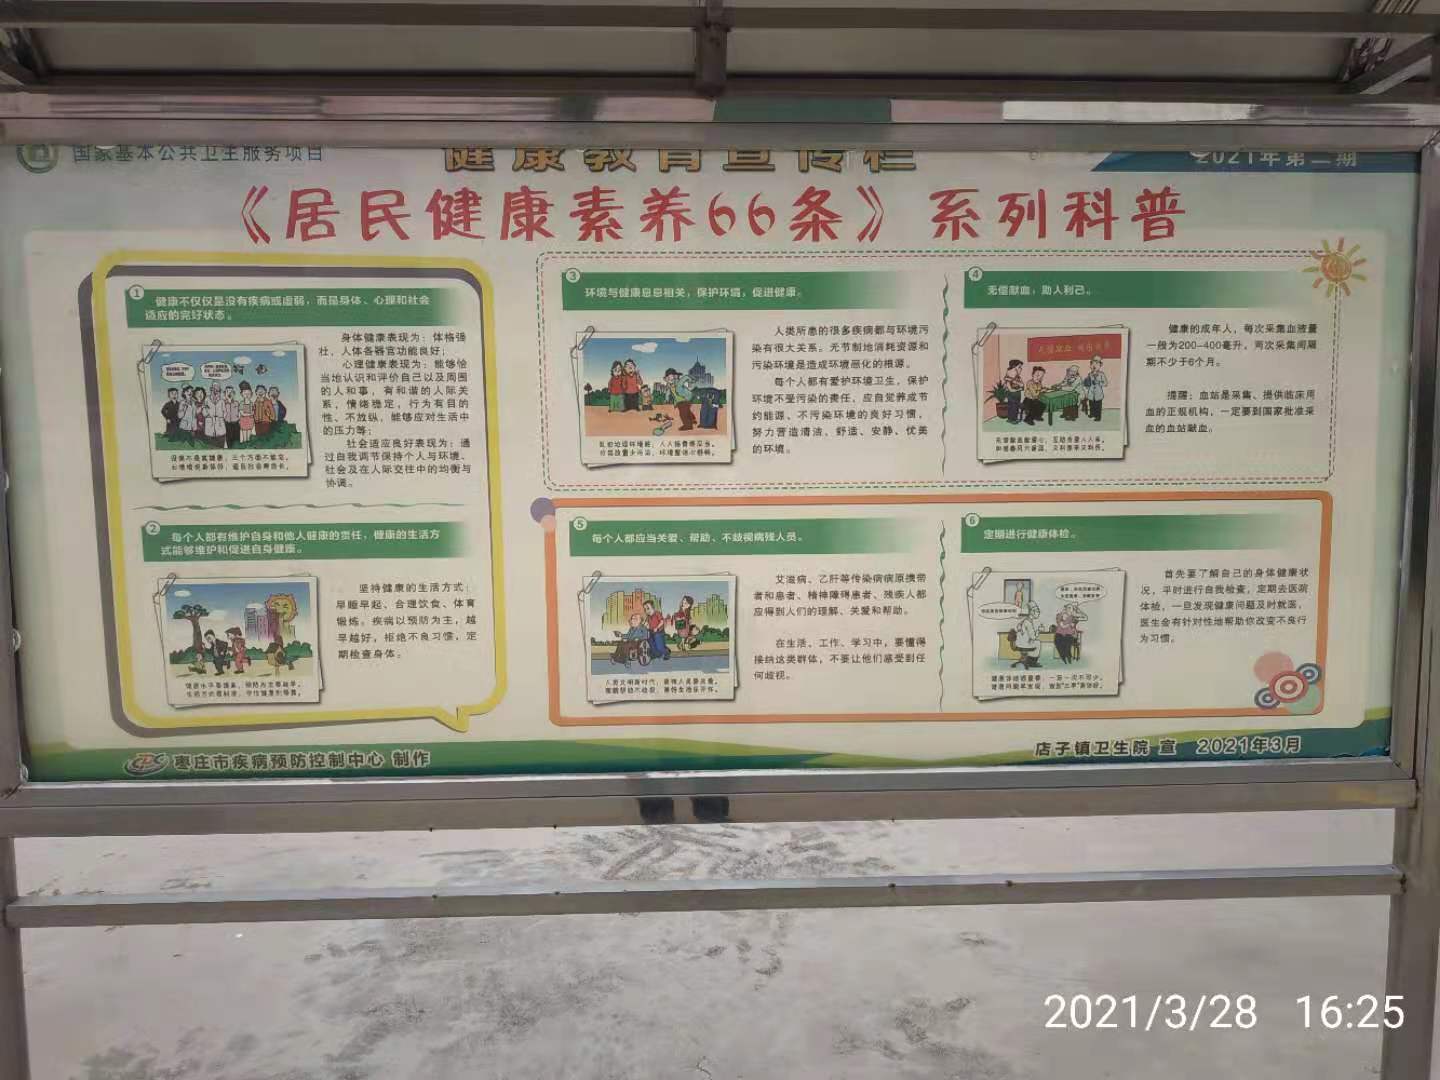 国家基本公共卫生服务项目
健康教育宣传栏
2021年第二期
《居民健康素养66条》系列科普
1
健康不仅仅是没有疾病或虚弱，而是身体、心理和社会
适应的完好状态。
身体健康表现为：体格强
壮，人体各器官功能良好；
心理健康表现为：能够恰
当地认识和评价自己以及周围
的人和事，有和谐的人际关
系，情绪稳定，行为有目的
性，不放纵，能够应对生活中
的压力等；
社会适应良好表现为：通
过自我调节保持个人与环境、
社会及在人际交往中的均衡与
协调。
2
每个人都有维护自身和他人健康的责任，健康的生活方
式能够维护和促进自身健康。
坚持健康的生活方式：
早睡早起、合理饮食、体育
锻炼。疾病以预防为主，越
早越好，拒绝不良习惯，定
期检查身体。
3
环境与健康息息相关，保护环境，促进健康。
人类所患的很多疾病都与环境污
染有很大关系。无节制地消耗资源和
污染环境是造成环境恶化的根源。
每个人都有爱护环境卫生，保护
环境不受污染的责任，应自觉养成节
约能源、不污染环境的良好习惯，
努力营造清洁、舒适、安静、优美
的环境。
4
无偿献血，助人利己。
健康的成年人，每次采集血液量
一般为200-400毫升，两次采集间隔
期不少于6个月。
提醒：血站是采集、提供临床用
血的正规机构，一定要到国家批准采
血的血站献血。
5
每个人都应当关爱、帮助、不歧视病残人员。
艾滋病、乙肝等传染病病原携带
者和患者、精神障碍患者、残疾人都
应得到人们的理解、关爱和帮助。
在生活、工作、学习中，要懂得
接纳这类群体，不要让他们感受到任
何歧视。
6
定期进行健康体检。
首先要了解自己的身体健康状
况，平时进行自我检查，定期去医院
体检，一旦发现健康问题及时就医，
医生会有针对性地帮助你改变不良行
为习惯。
CDC 枣庄市疾病预防控制中心 制作
店子镇卫生院 宣 2021年3月
2021/3/28 16:25